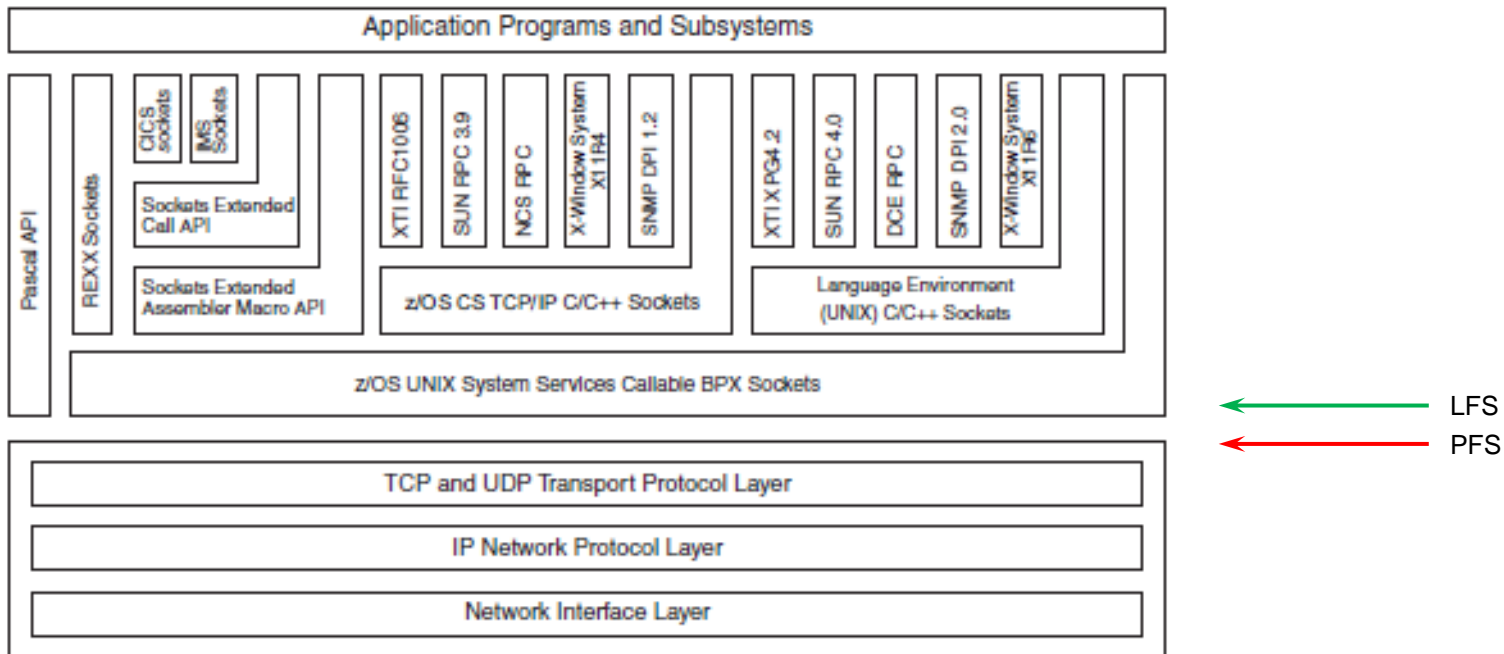 Application Programs and Subsystems
Pascal API
REXX Sockets
CICS
sockets
IMS
Sockets
Sockets Extended
Call API
Sockets Extended
Assembler Macro API
XTI RFC1006
SUN RPC 3.9
NCS RPC
X-Window System
X11R4
SNMP DPI 1.2
z/OS CS TCP/IP C/C++ Sockets
XTI XPG4.2
SUN RPC 4.0
DCE RPC
SNMP DPI 2.0
X-Window System
X11R6
Language Environment
(UNIX) C/C++ Sockets
z/OS UNIX System Services Callable BPX Sockets
LFS
PFS
TCP and UDP Transport Protocol Layer
IP Network Protocol Layer
Network Interface Layer